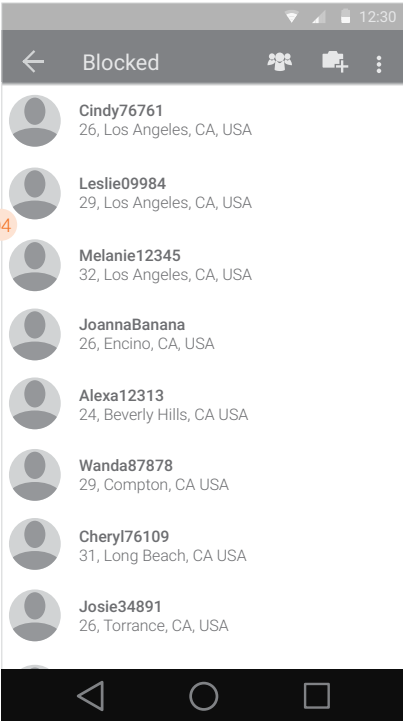 12:30
Blocked
Cindy76761
26, Los Angeles, CA, USA
Leslie09984
29, Los Angeles, CA, USA
04
Melanie12345
32, Los Angeles, CA, USA
JoannaBanana
26, Encino, CA, USA
Alexa12313
24, Beverly Hills, CA USA
Wanda87878
29, Compton, CA USA
Cheryl76109
31, Long Beach, CA USA
Josie34891
26, Torrance, CA, USA